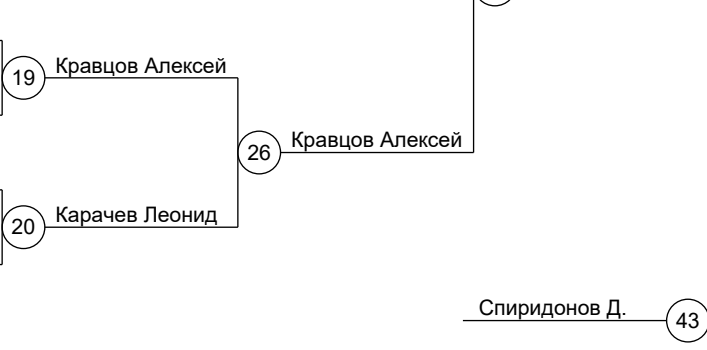 19 Кравцов Алексей
26 Кравцов Алексей
20 Карачев Леонид
Спиридонов Д. 43